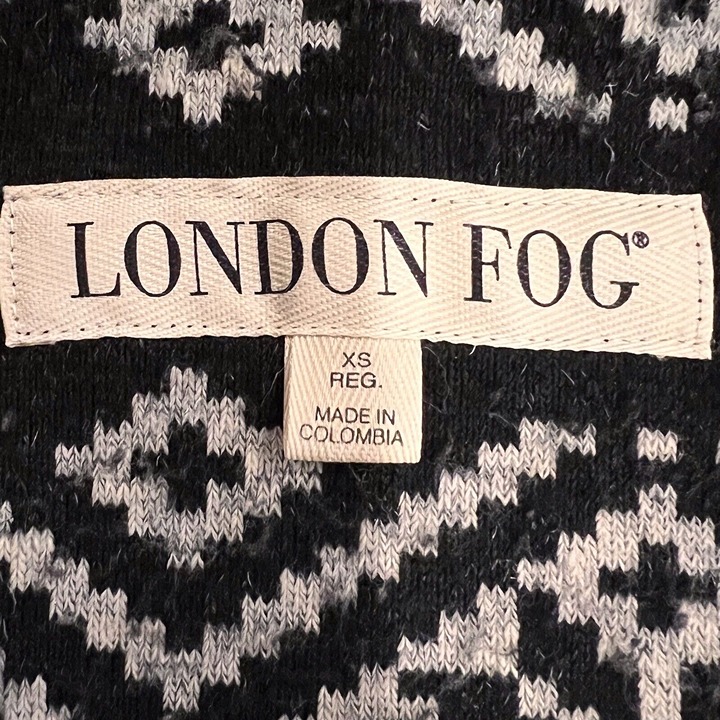 LONDON FOG®
XS
REG.
MADE IN
COLOMBIA